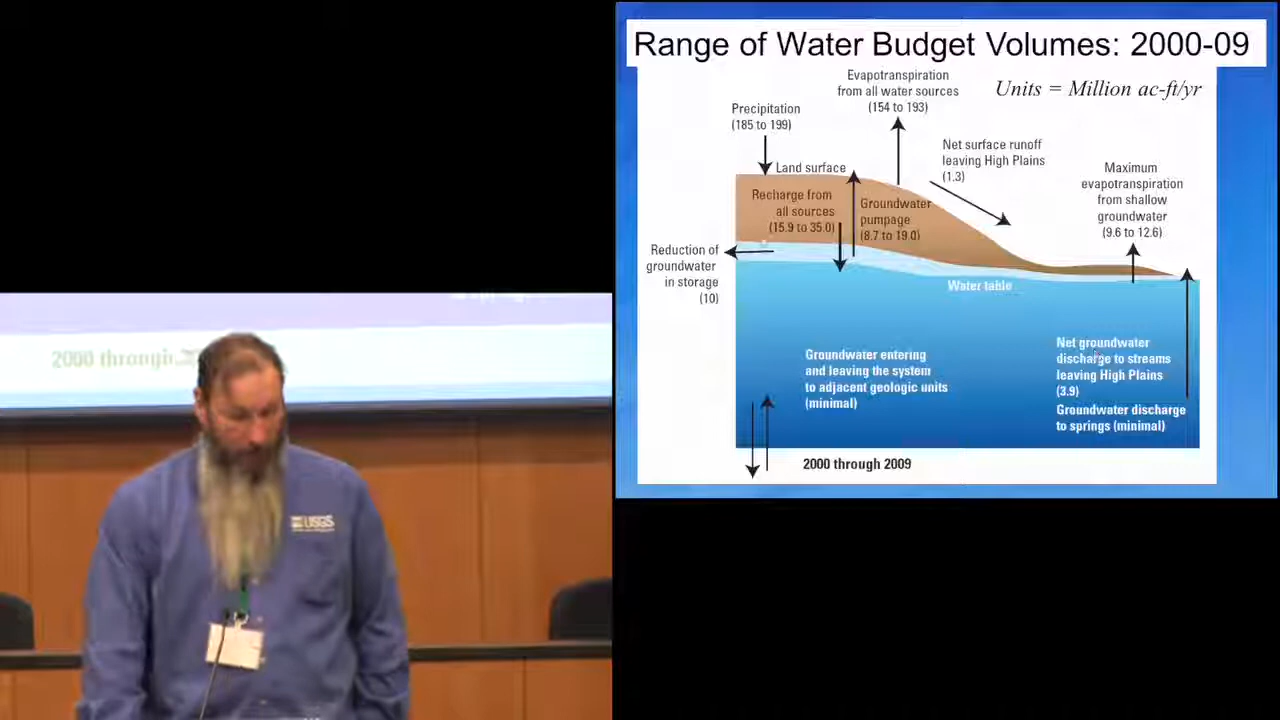 Range of Water Budget Volumes: 2000-09
Units = Million ac-ft/yr
Evapotranspiration
from all water sources
(154 to 193)
Precipitation
(185 to 199)
Net surface runoff
leaving High Plains
(1.3)
Maximum
evapotranspiration
from shallow
groundwater
(9.6 to 12.6)
Land surface
Recharge from
all sources
(15.9 to 35.0)
Groundwater
pumpage
(8.7 to 19.0)
Reduction of
groundwater
in storage
(10)
Water table
Groundwater entering
and leaving the system
to adjacent geologic units
(minimal)
Net groundwater
discharge to streams
leaving High Plains
(3.9)
Groundwater discharge
to springs (minimal)
2000 through 2009
2000 through
USGS